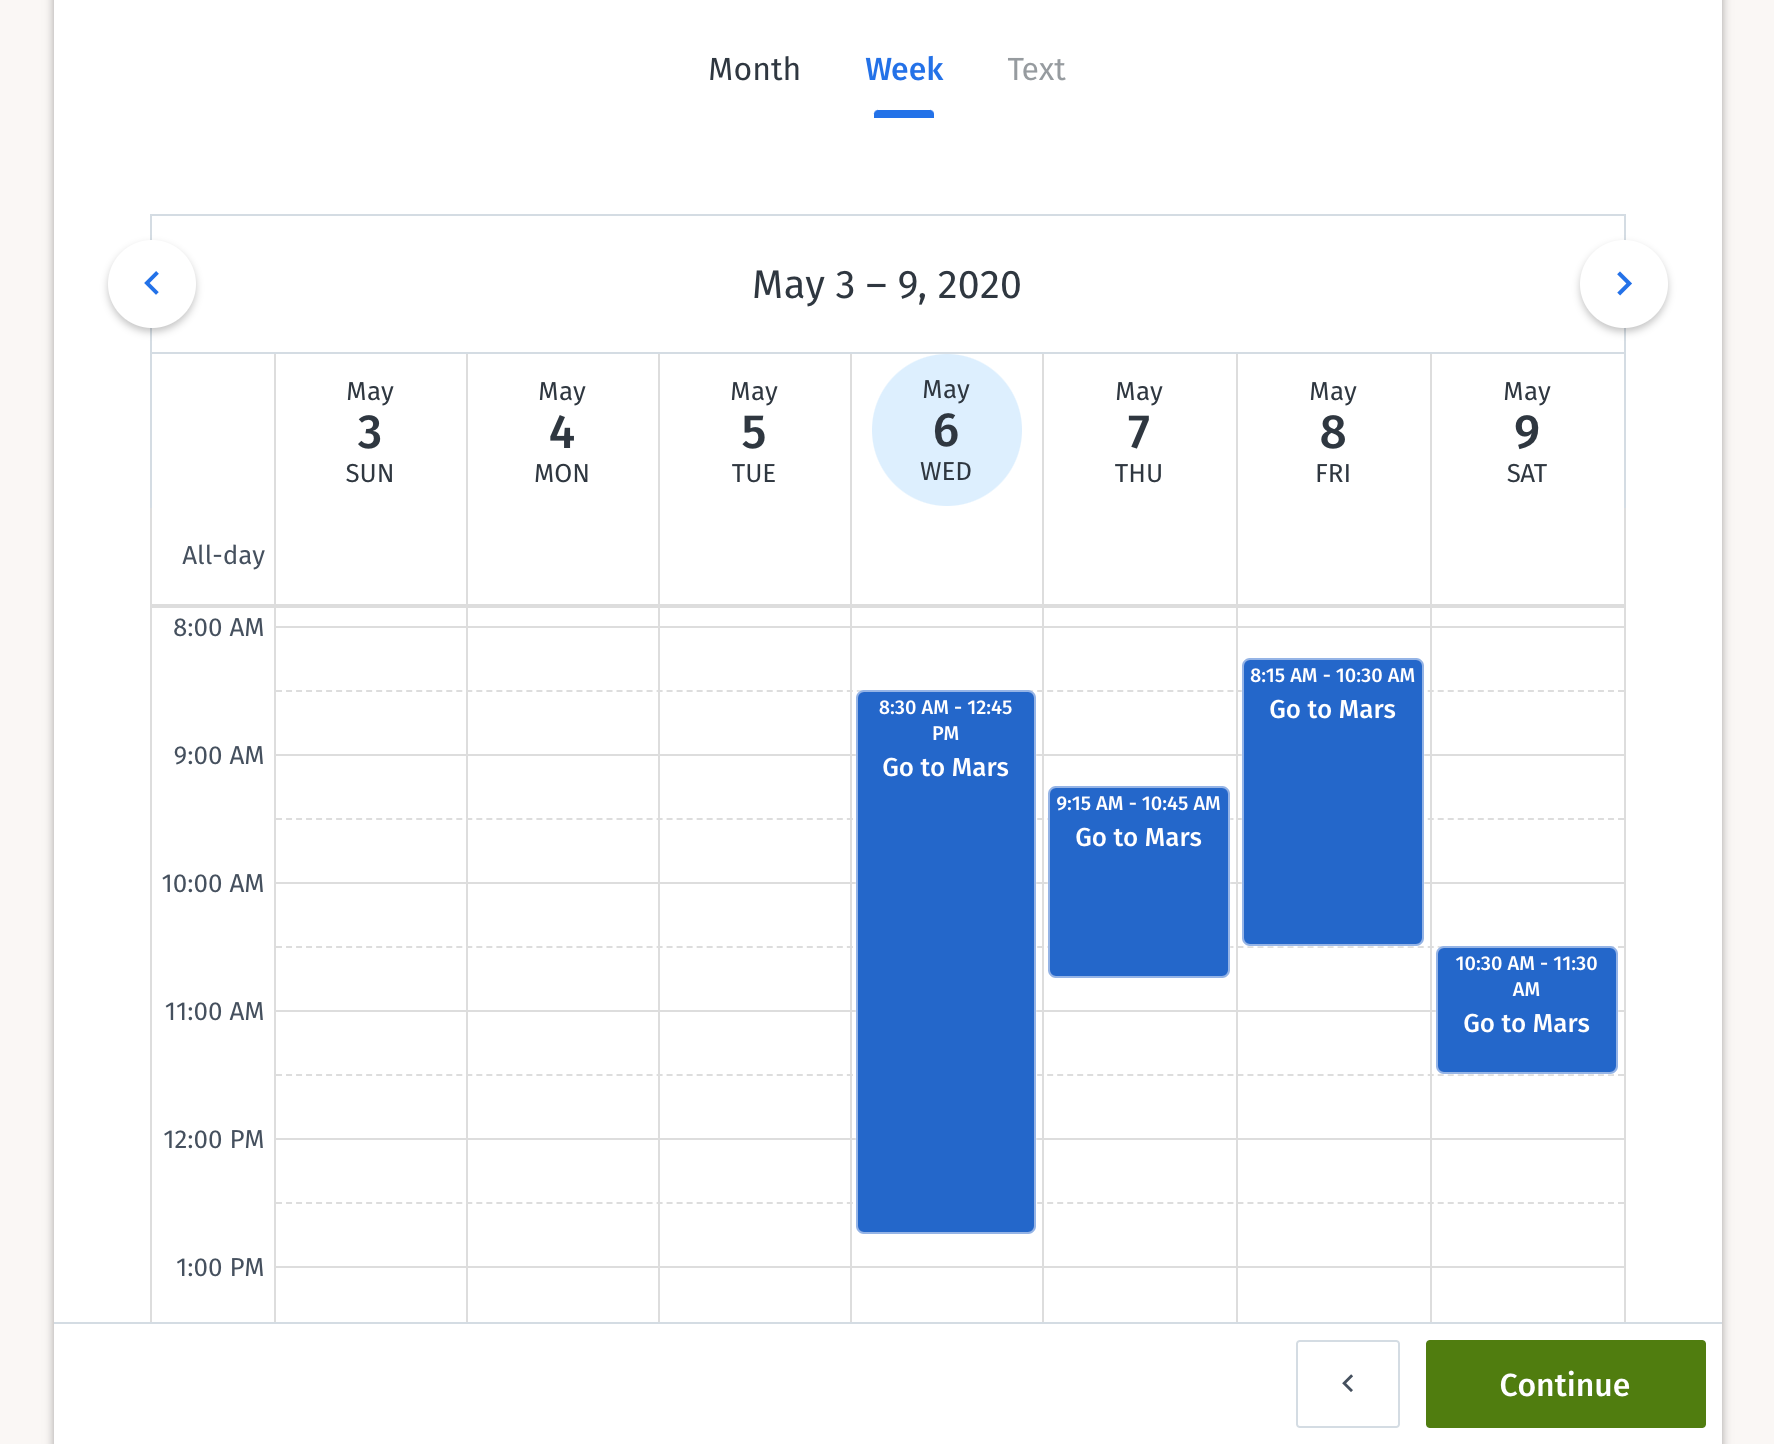 Month Week Text
May 3 – 9, 2020
May May May May May May May
3 4 5 6 7 8 9
SUN MON TUE WED THU FRI SAT
All-day
8:00 AM
8:15 AM - 10:30 AM
Go to Mars
8:30 AM - 12:45
PM
Go to Mars
9:00 AM
9:15 AM - 10:45 AM
Go to Mars
10:00 AM
10:30 AM - 11:30
AM
Go to Mars
11:00 AM
12:00 PM
1:00 PM
Continue